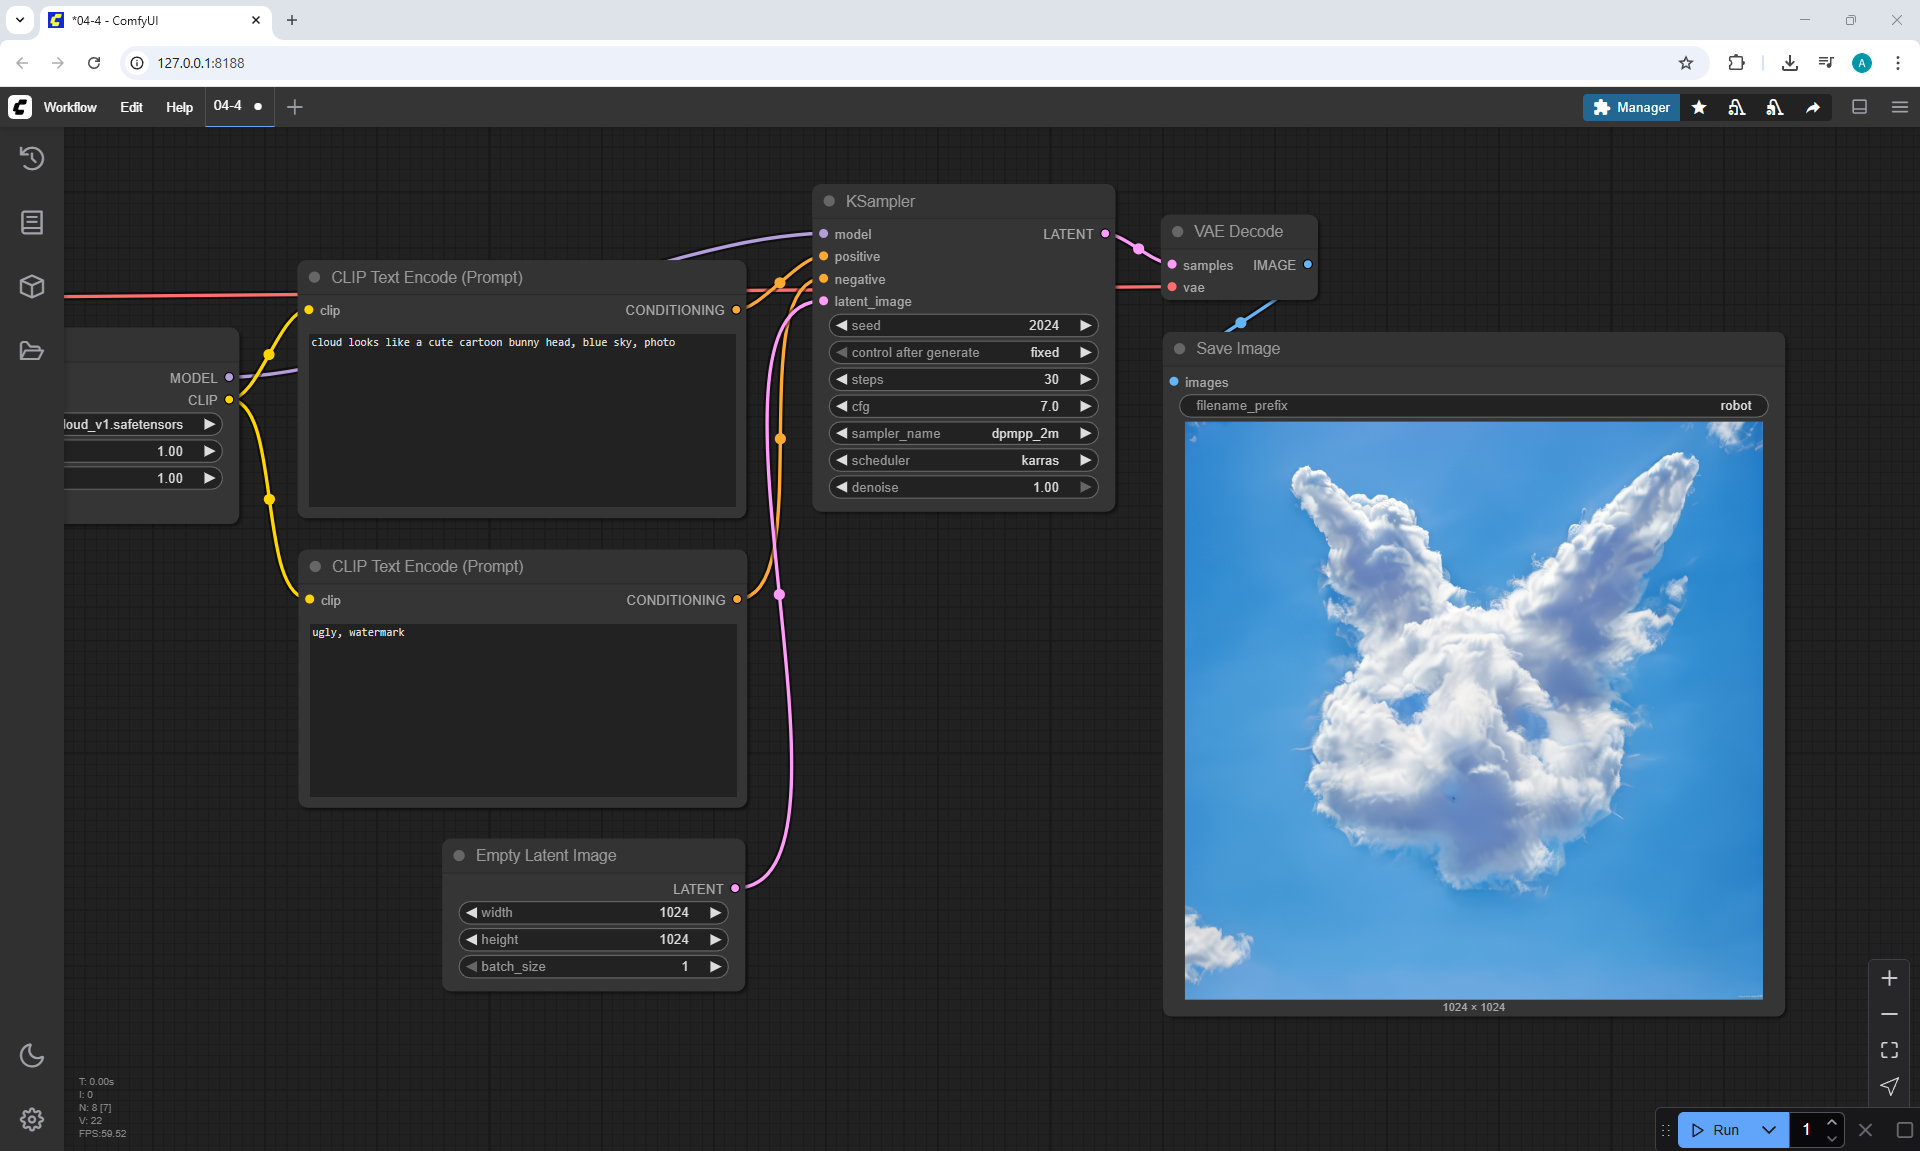 *04-4 - ComfyUI
127.0.0.1:8188
Workflow Edit Help 04-4
Manager
KSampler
model LATENT
positive
negative
latent_image
seed 2024
control after generate fixed
steps 30
cfg 7.0
sampler_name dpmpp_2m
scheduler karras
denoise 1.00
VAE Decode
samples IMAGE
vae
CLIP Text Encode (Prompt)
clip CONDITIONING
cloud looks like a cute cartoon bunny head, blue sky, photo
MODEL
CLIP
loud_v1.safetensors
1.00
1.00
CLIP Text Encode (Prompt)
clip CONDITIONING
ugly, watermark
Empty Latent Image
LATENT
width 1024
height 1024
batch_size 1
Save Image
images
filename_prefix robot
1024 × 1024
T: 0.00s
I: 0
N: 8 [7]
V: 22
FPS:59.52
Run 1
A